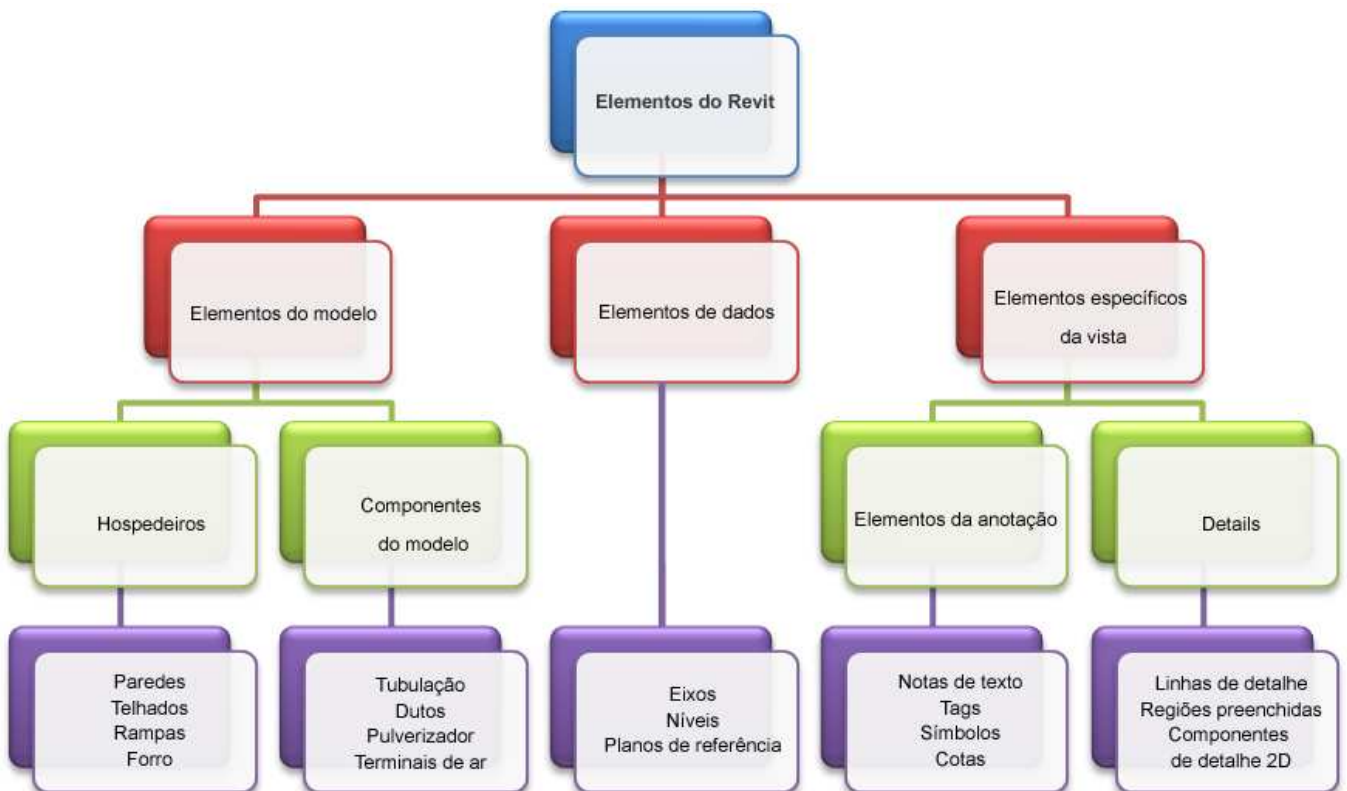 Elementos do Revit
Elementos do modelo
Elementos de dados
Elementos específicos
da vista
Hospedeiros
Componentes
do modelo
Elementos da anotação
Details
Paredes
Telhados
Rampas
Forro
Tubulação
Dutos
Pulverizador
Terminais de ar
Eixos
Níveis
Planos de referência
Notas de texto
Tags
Símbolos
Cotas
Linhas de detalhe
Regiões preenchidas
Componentes
de detalhe 2D